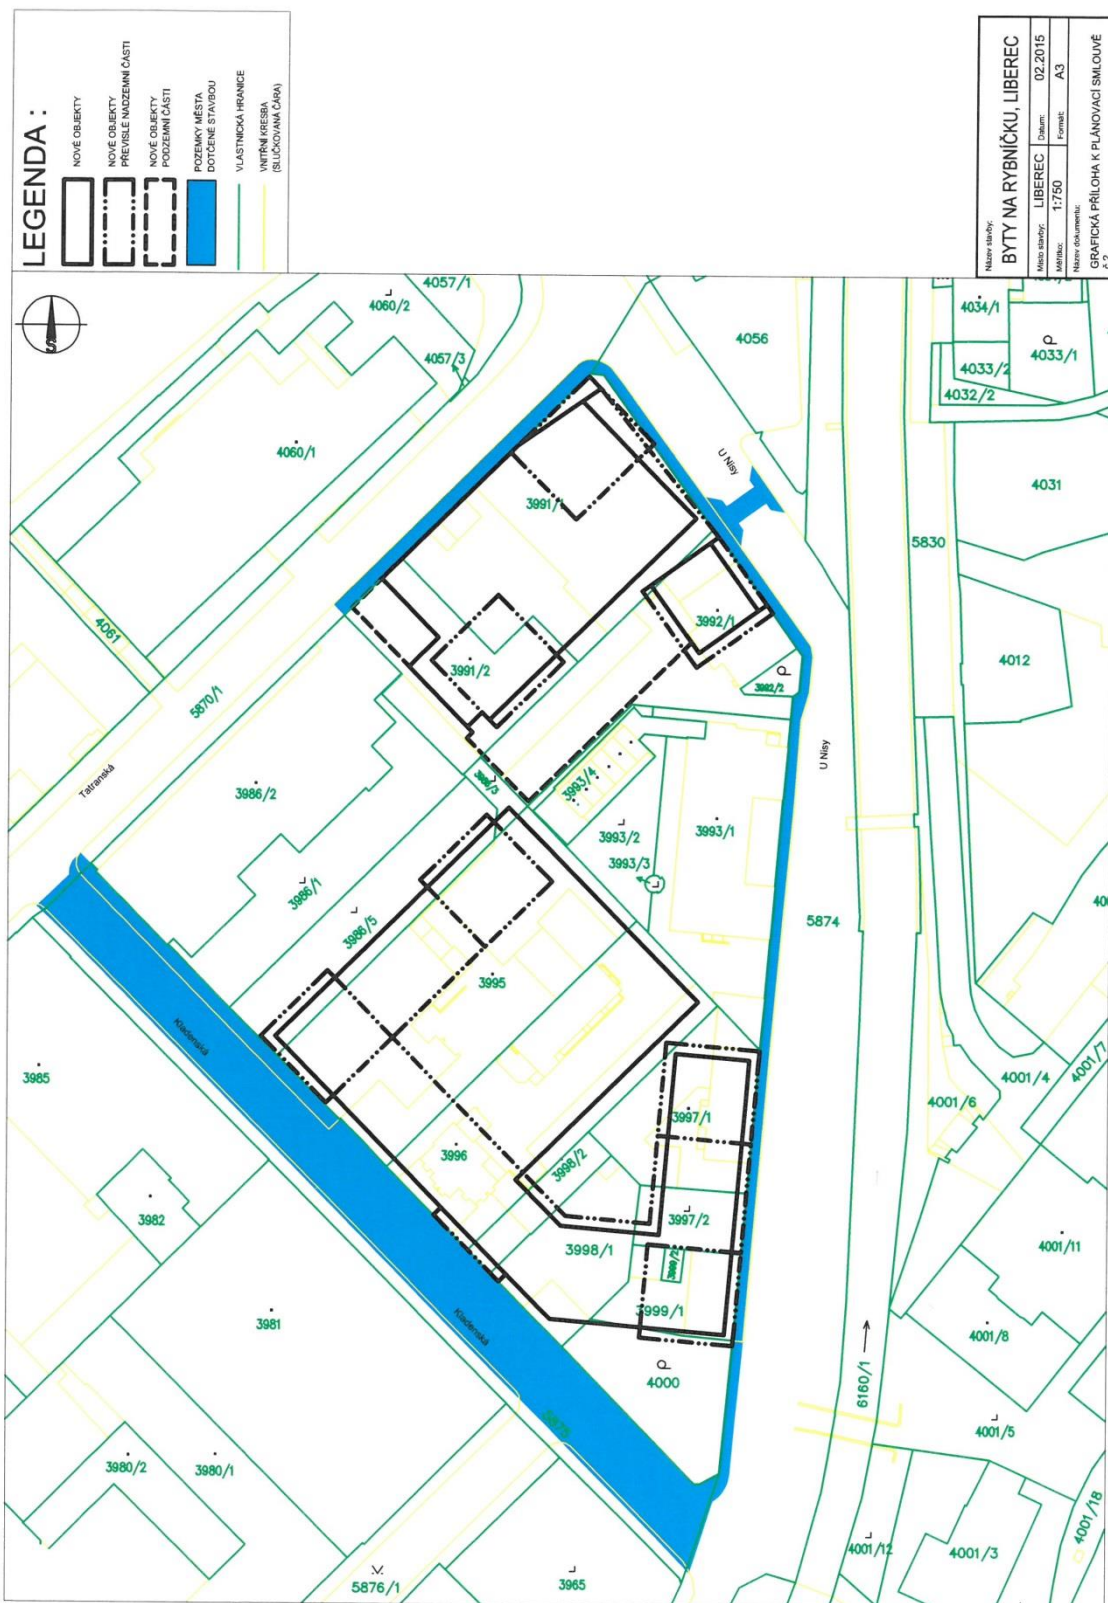 LEGENDA :
NOVÉ OBJEKTY
NOVÉ OBJEKTY
PŘEVISLÉ NADZEMNÍ ČÁSTI
NOVÉ OBJEKTY
PODZEMNÍ ČÁSTI
POZEMKY MĚSTA
DOTČENÉ STAVBOU
VLASTNICKÁ HRANICE
VNITŘNÍ KRESBA
(SLUČKOVANÁ ČÁRA)
Název stavby:
BYTY NA RYBNÍČKU, LIBEREC
Místo stavby: LIBEREC Datum: 02.2015
Měřítko: 1:750 Formát: A3
Název dokumentu:
GRAFICKÁ PŘÍLOHA K PLÁNOVACÍ SMLOUVĚ
S
4057/1
4060/2
4057/3
4060/1
4056
4034/1
4033/1
4033/2
4032/2
4031
U Nisy
3991/1
5830
4061
3992/1
3991/2
4012
3992/2
5870/1
Tatranská
U Nisy
3986/2
3993/4
3993/2
3993/1
3993/3
3986/1
3986/5
5874
3995
Kladenská
3985
4001/7
4001/4
4001/6
3997/1
3996
3998/2
3982
3997/2
3998/1
4001/11
3999/1
3981
Kladenská
4001/8
4000
6160/1
5875
4001/5
3980/2
3980/1
4001/18
4001/12
4001/3
5876/1
3965